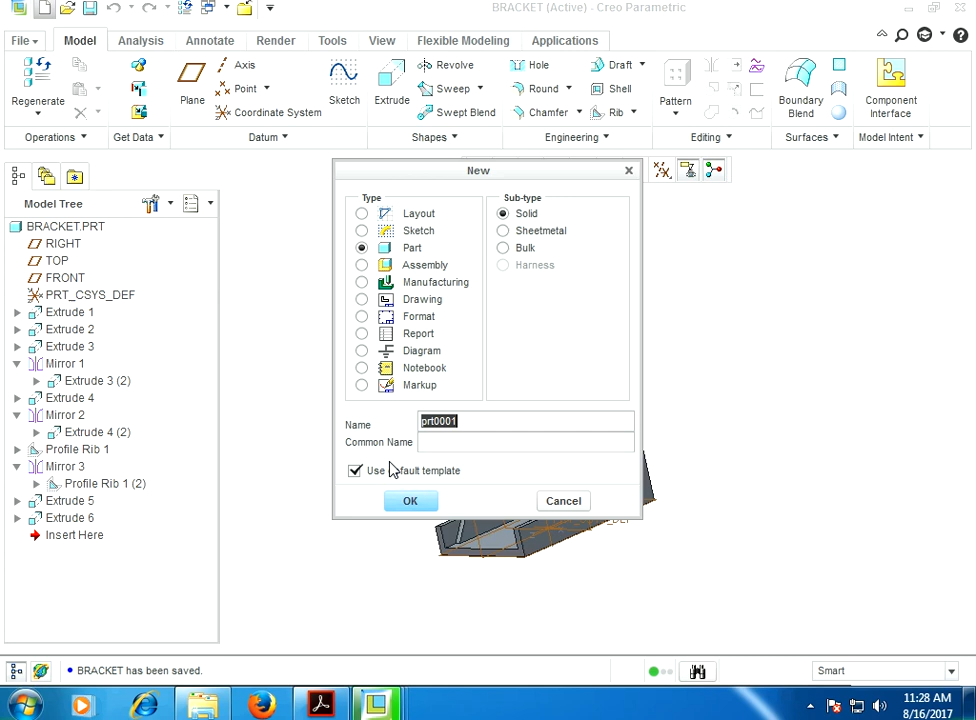 BRACKET (Active) - Creo Parametric
File Model Analysis Annotate Render Tools View Flexible Modeling Applications
Regenerate
Plane
Axis
Point
Coordinate System
Sketch
Extrude
Revolve
Sweep
Swept Blend
Hole
Round
Chamfer
Draft
Shell
Rib
Pattern
Boundary Blend
Component Interface
Operations Get Data Datum Shapes Engineering Editing Surfaces Model Intent
Model Tree
BRACKET.PRT
RIGHT
TOP
FRONT
PRT_CSYS_DEF
Extrude 1
Extrude 2
Extrude 3
Mirror 1
Extrude 3 (2)
Extrude 4
Mirror 2
Extrude 4 (2)
Profile Rib 1
Mirror 3
Profile Rib 1 (2)
Extrude 5
Extrude 6
Insert Here
New
Type
Layout
Sketch
Part
Assembly
Manufacturing
Drawing
Format
Report
Diagram
Notebook
Markup
Sub-type
Solid
Sheetmetal
Bulk
Harness
Name prt0001
Common Name
Use default template
OK Cancel
BRACKET has been saved.
Smart
11:28 AM
8/16/2017